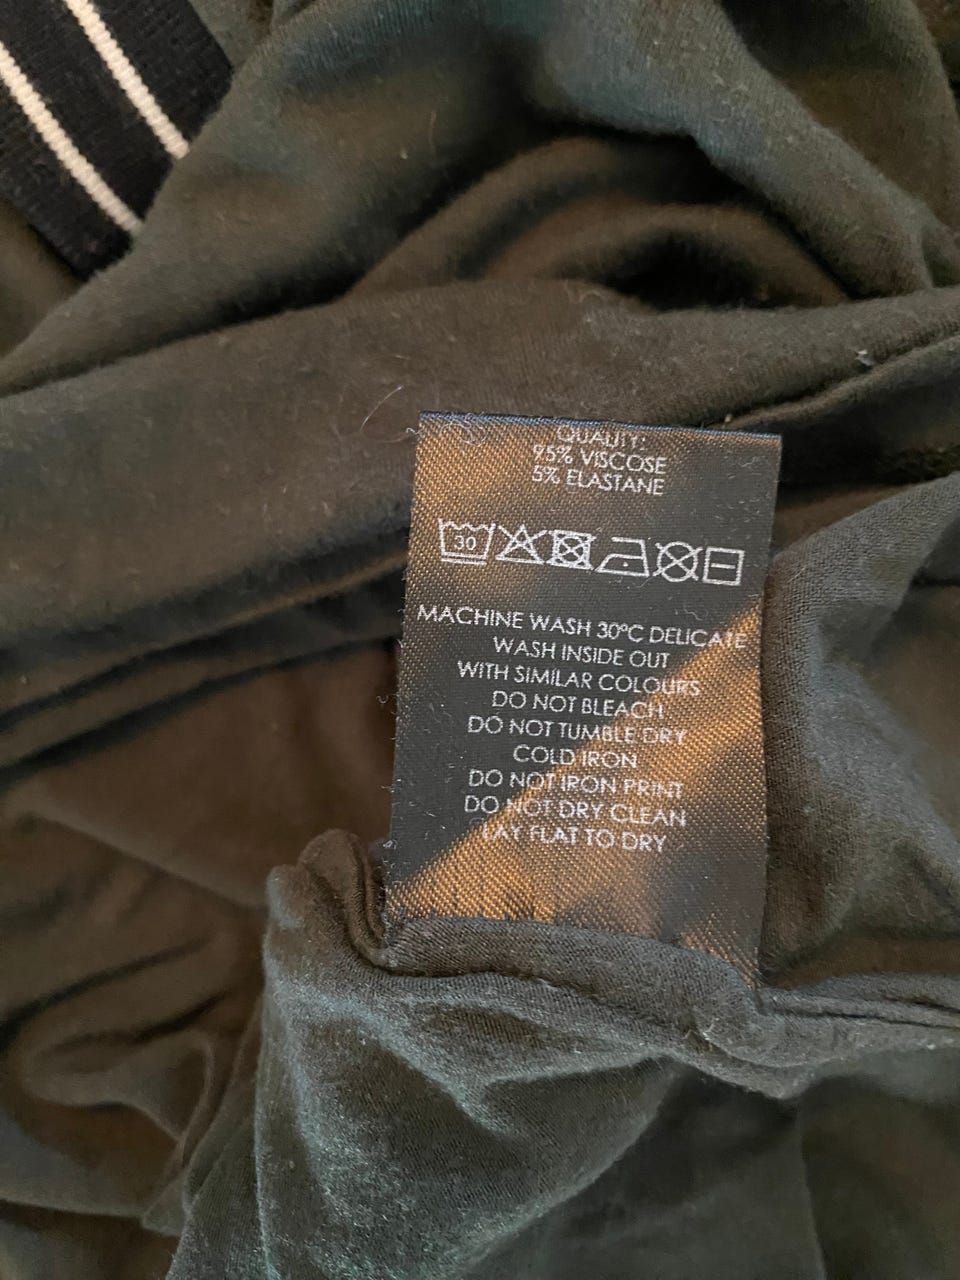 QUALITY:
95% VISCOSE
5% ELASTANE
30
MACHINE WASH 30ºC DELICATE
WASH INSIDE OUT
WITH SIMILAR COLOURS
DO NOT BLEACH
DO NOT TUMBLE DRY
COLD IRON
DO NOT IRON PRINT
DO NOT DRY CLEAN
LAY FLAT TO DRY